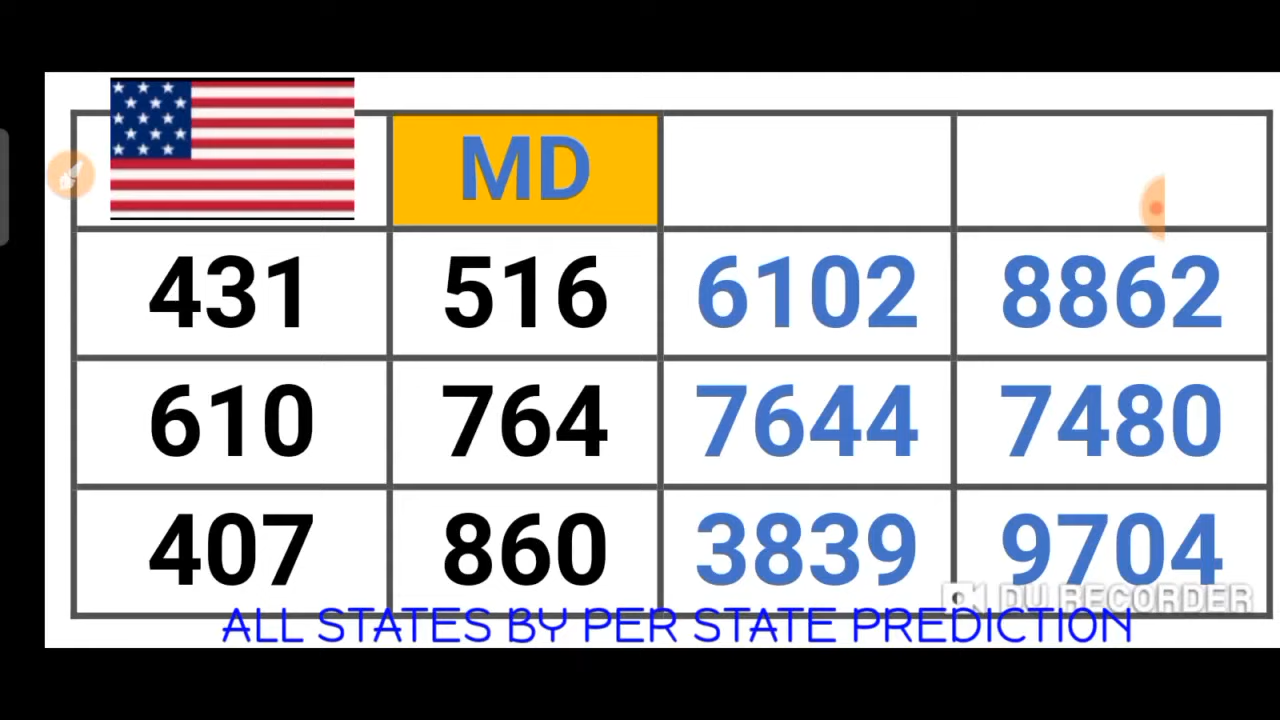 MD
431 516 6102 8862
610 764 7644 7480
407 860 3839 9704
DU RECORDER
ALL STATES BY PER STATE PREDICTION